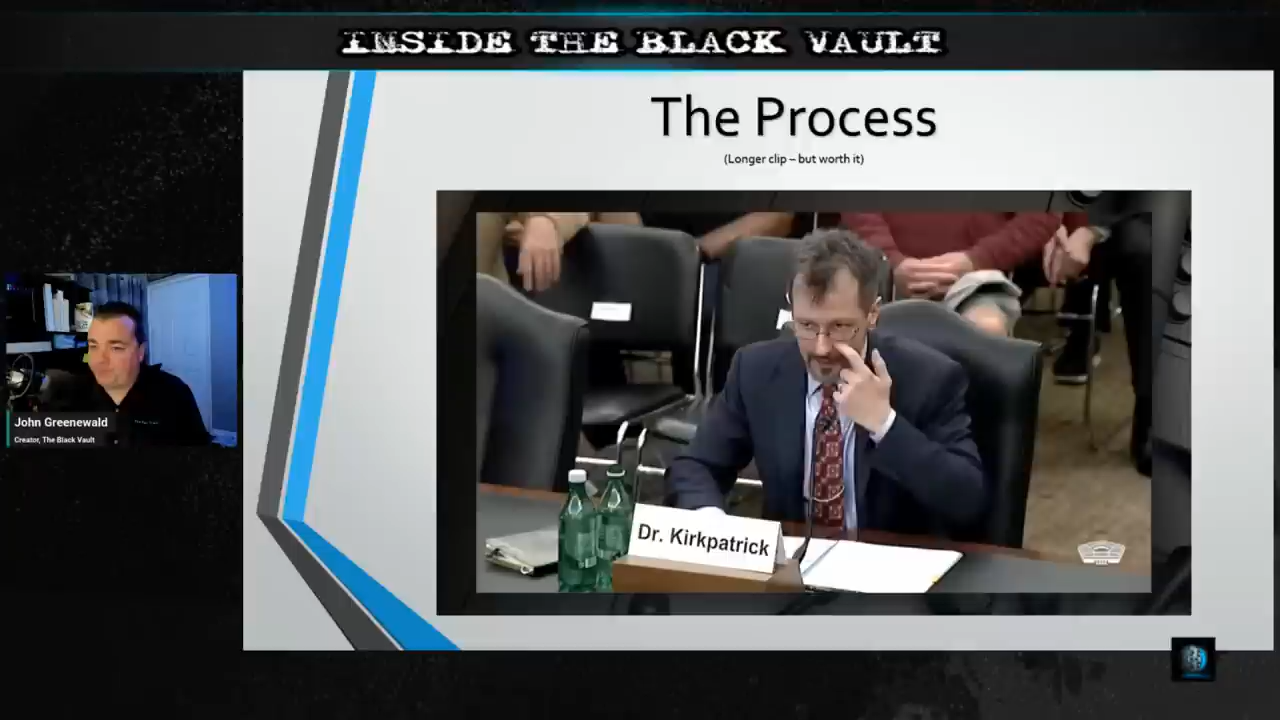 INSIDE THE BLACK VAULT
The Process
(Longer clip – but worth it)
John Greenewald
Creator, The Black Vault
Dr. Kirkpatrick